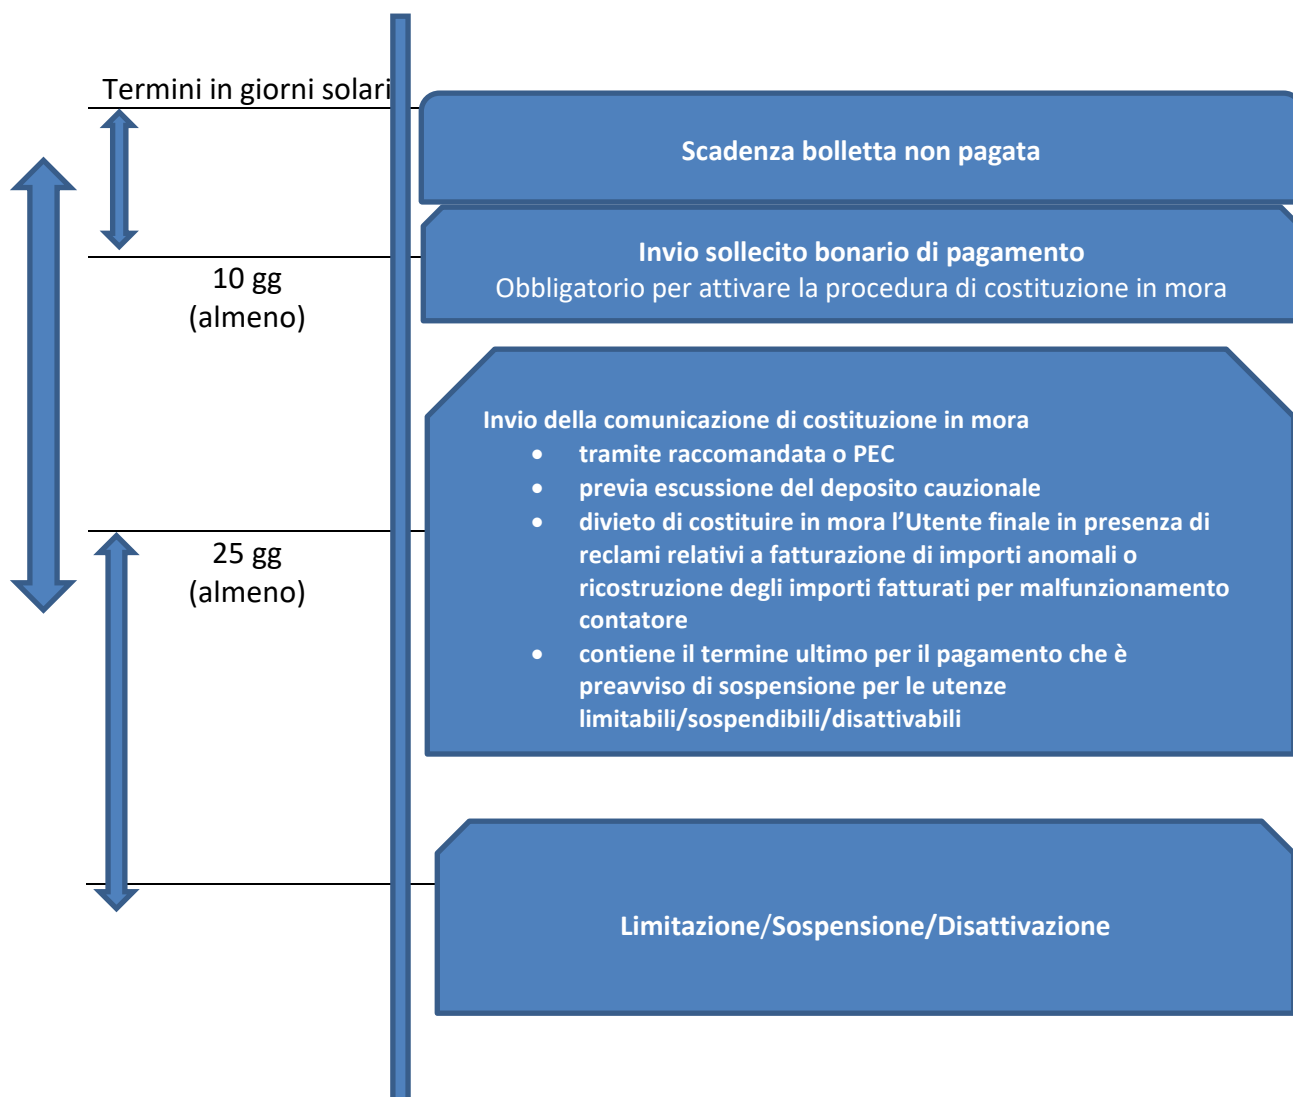 Termini in giorni solari
Scadenza bolletta non pagata
Invio sollecito bonario di pagamento
Obbligatorio per attivare la procedura di costituzione in mora
10 gg
(almeno)
Invio della comunicazione di costituzione in mora
• tramite raccomandata o PEC
• previa escussione del deposito cauzionale
• divieto di costituire in mora l’Utente finale in presenza di
reclami relativi a fatturazione di importi anomali o
ricostruzione degli importi fatturati per malfunzionamento
contatore
• contiene il termine ultimo per il pagamento che è
preavviso di sospensione per le utenze
limitabili/sospendibili/disattivabili
25 gg
(almeno)
Limitazione/Sospensione/Disattivazione